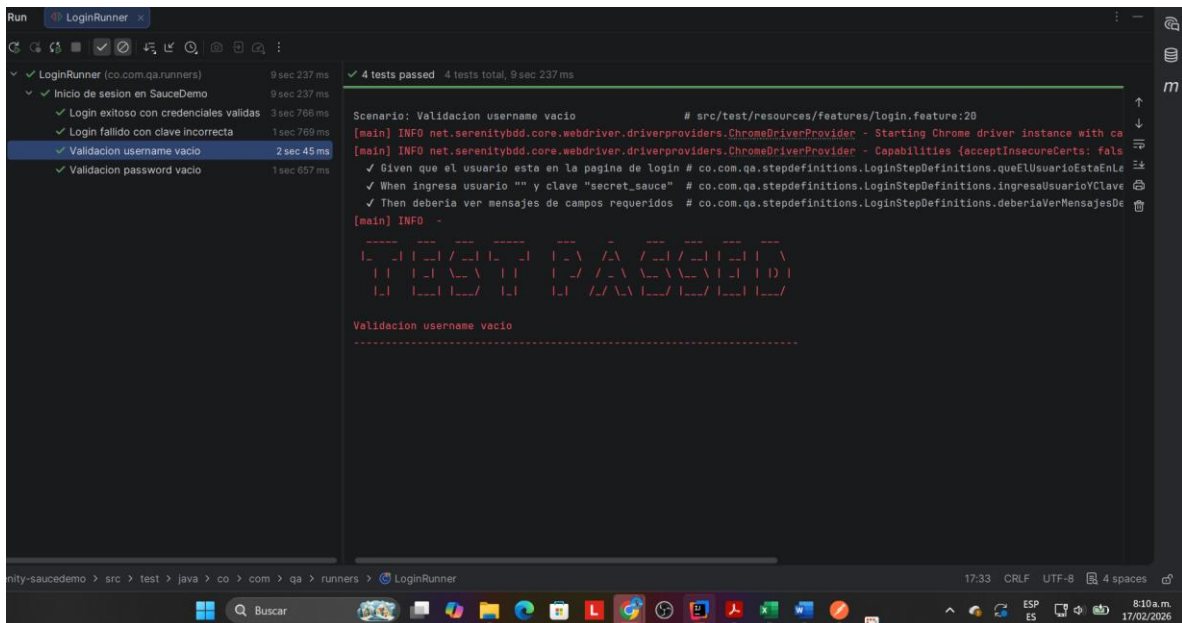 Run LoginRunner
LoginRunner (co.com.qa.runners) 9 sec 237 ms
Inicio de sesion en SauceDemo 9 sec 237 ms
Login exitoso con credenciales validas 3 sec 766 ms
Login fallido con clave incorrecta 1 sec 769 ms
Validacion username vacio 2 sec 45 ms
Validacion password vacio 1 sec 657 ms
4 tests passed 4 tests total, 9 sec 237 ms
Scenario: Validacion username vacio # src/test/resources/features/login.feature:20
[main] INFO net.serenitybdd.core.webdriver.driverproviders.ChromeDriverProvider - Starting Chrome driver instance with ca
[main] INFO net.serenitybdd.core.webdriver.driverproviders.ChromeDriverProvider - Capabilities {acceptInsecureCerts: fals
✓ Given que el usuario esta en la pagina de login # co.com.qa.stepdefinitions.LoginStepDefinitions.queElUsuarioEstaEnLa
✓ When ingresa usuario "" y clave "secret_sauce" # co.com.qa.stepdefinitions.LoginStepDefinitions.ingresaUsuarioYClave
✓ Then deberia ver mensajes de campos requeridos # co.com.qa.stepdefinitions.LoginStepDefinitions.deberiaVerMensajesDe
[main] INFO -
TEST PASSED
Validacion username vacio
----------------------------------------------------------------------
m
nity-saucedemo > src > test > java > co > com > qa > runners > LoginRunner
17:33 CRLF UTF-8 4 spaces
Buscar
L
ESP
ES
8:10 a.m.
17/02/2026